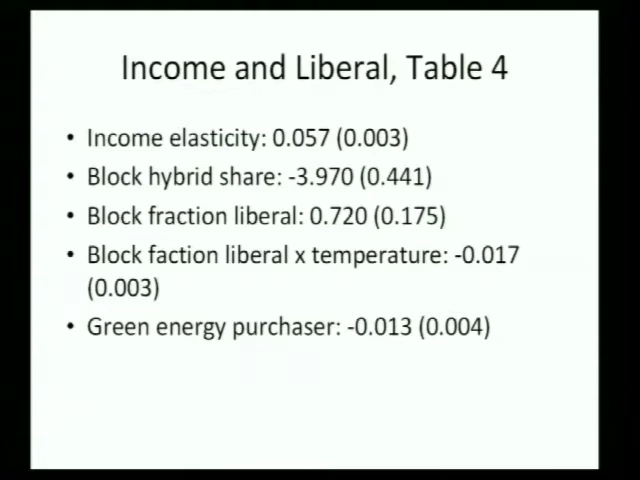 Income and Liberal, Table 4
• Income elasticity: 0.057 (0.003)
• Block hybrid share: -3.970 (0.441)
• Block fraction liberal: 0.720 (0.175)
• Block faction liberal x temperature: -0.017
(0.003)
• Green energy purchaser: -0.013 (0.004)